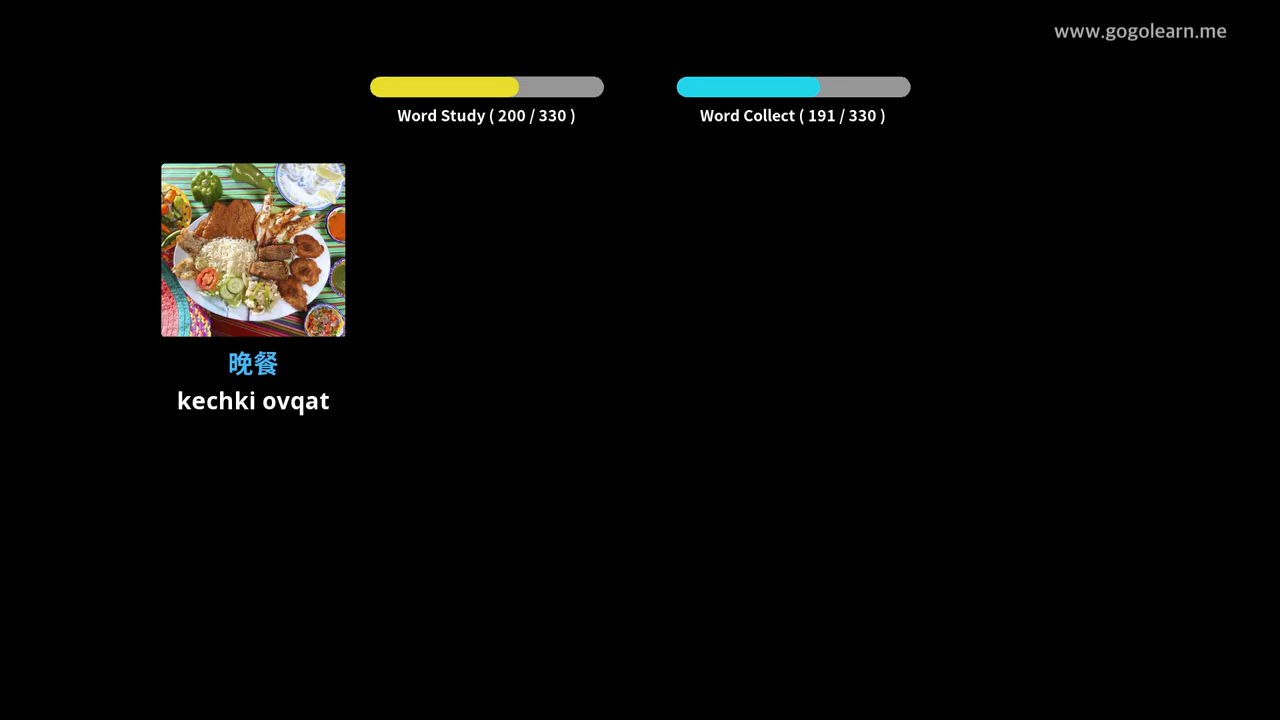 www.gogolearn.me
Word Study ( 200 / 330 )
Word Collect ( 191 / 330 )
晚餐
kechki ovqat